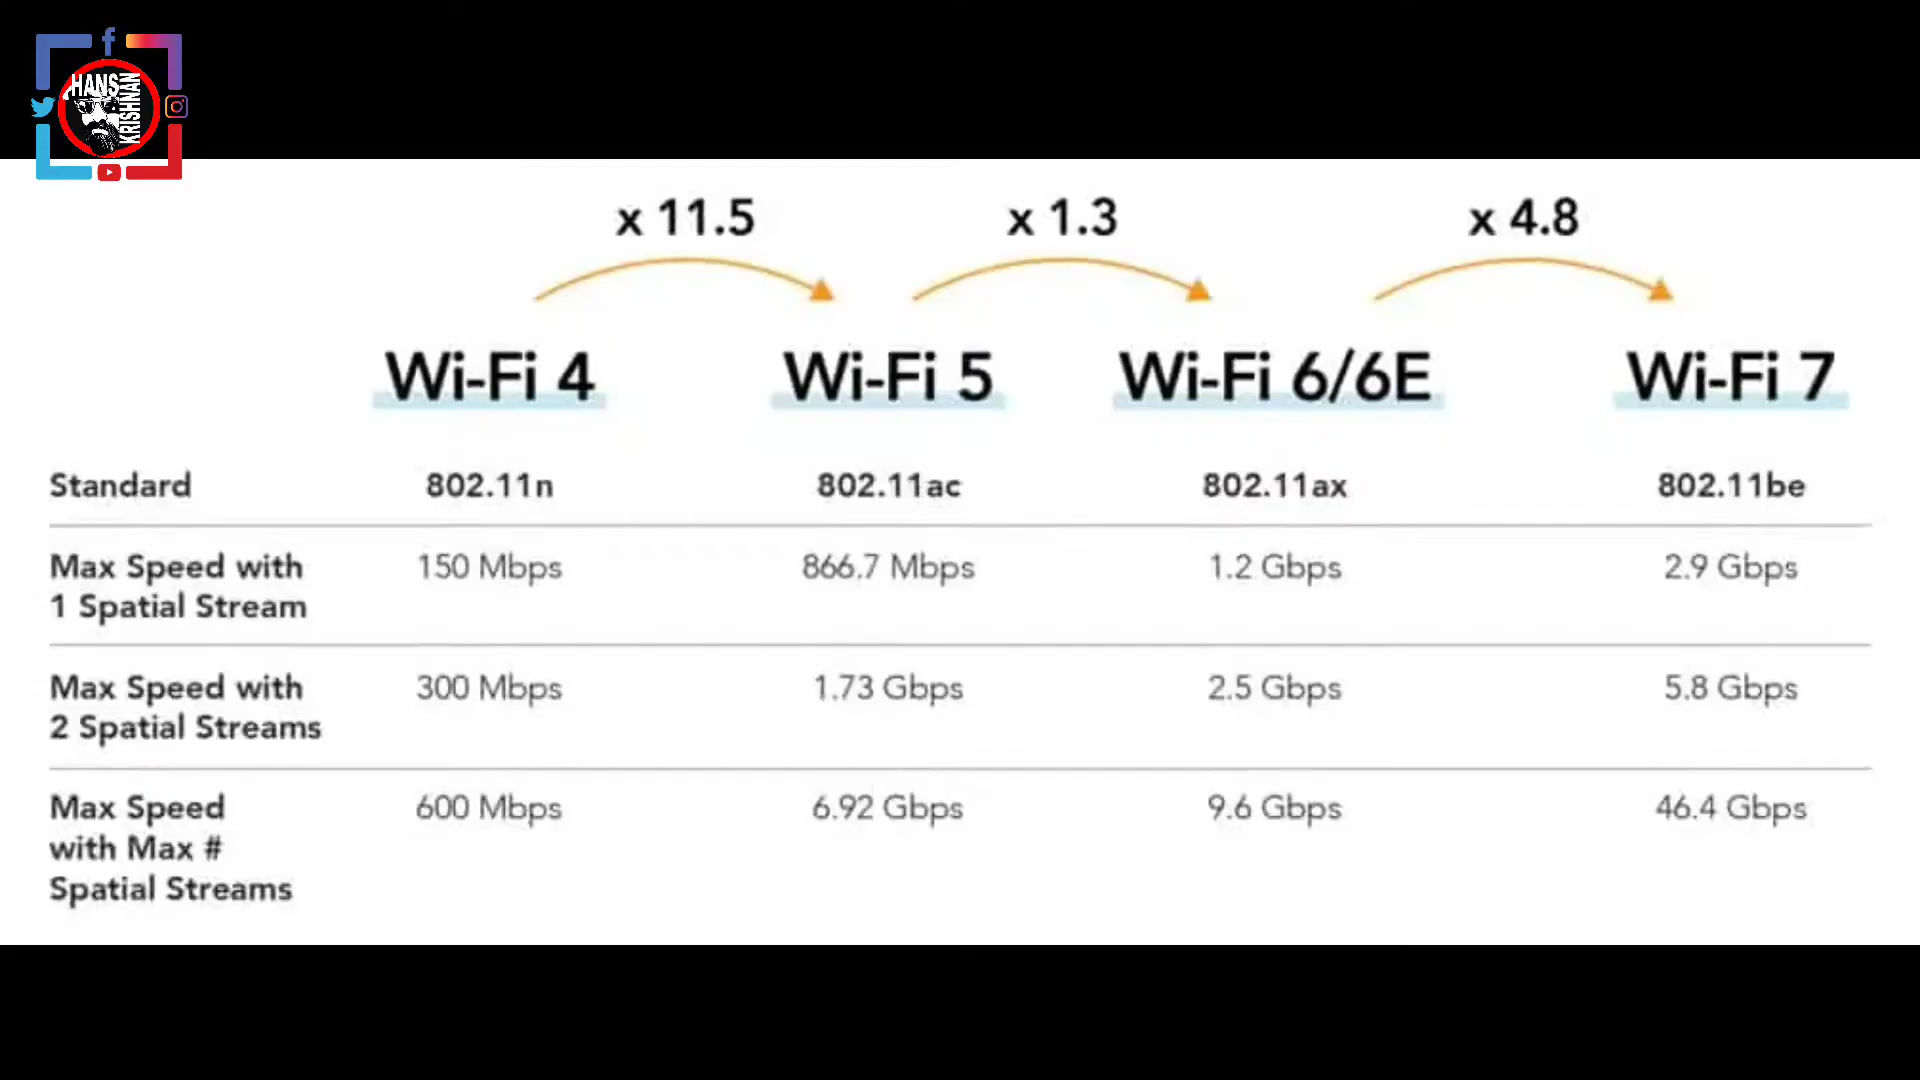 HANS
KRISHNAN
x 11.5 x 1.3 x 4.8
Wi-Fi 4 Wi-Fi 5 Wi-Fi 6/6E Wi-Fi 7
Standard 802.11n 802.11ac 802.11ax 802.11be
Max Speed with 150 Mbps 866.7 Mbps 1.2 Gbps 2.9 Gbps
1 Spatial Stream
Max Speed with 300 Mbps 1.73 Gbps 2.5 Gbps 5.8 Gbps
2 Spatial Streams
Max Speed 600 Mbps 6.92 Gbps 9.6 Gbps 46.4 Gbps
with Max #
Spatial Streams